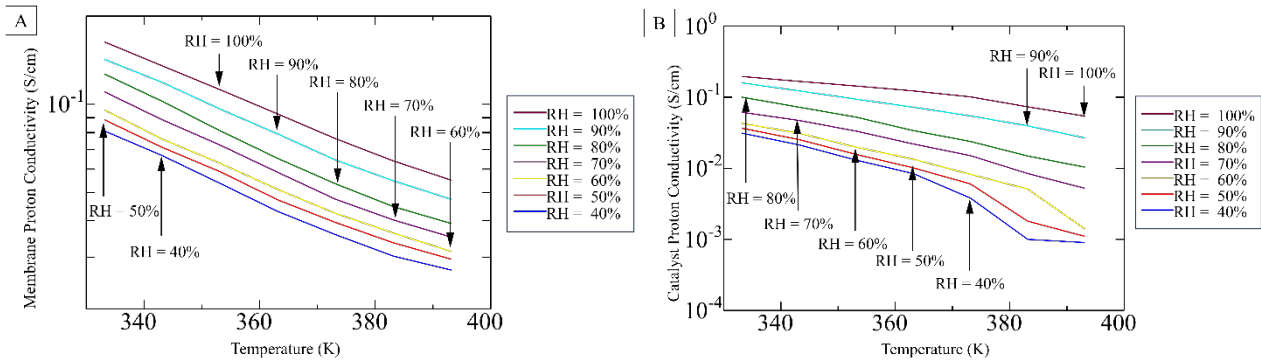 A
Membrane Proton Conductivity (S/cm)
10⁻¹
RH = 100%
RH = 90%
RH = 80%
RH = 70%
RH = 60%
RH = 50%
RH = 40%
340
360
380
400
Temperature (K)
RH = 100%
RH = 90%
RH = 80%
RH = 70%
RH = 60%
RH = 50%
RH = 40%
B
Catalyst Proton Conductivity (S/cm)
10⁰
10⁻¹
10⁻²
10⁻³
10⁻⁴
RH = 90%
RH = 100%
RH = 80%
RH = 70%
RH = 60%
RH = 50%
RH = 40%
340
360
380
400
Temperature (K)
RH = 100%
RH = 90%
RH = 80%
RH = 70%
RH = 60%
RH = 50%
RH = 40%